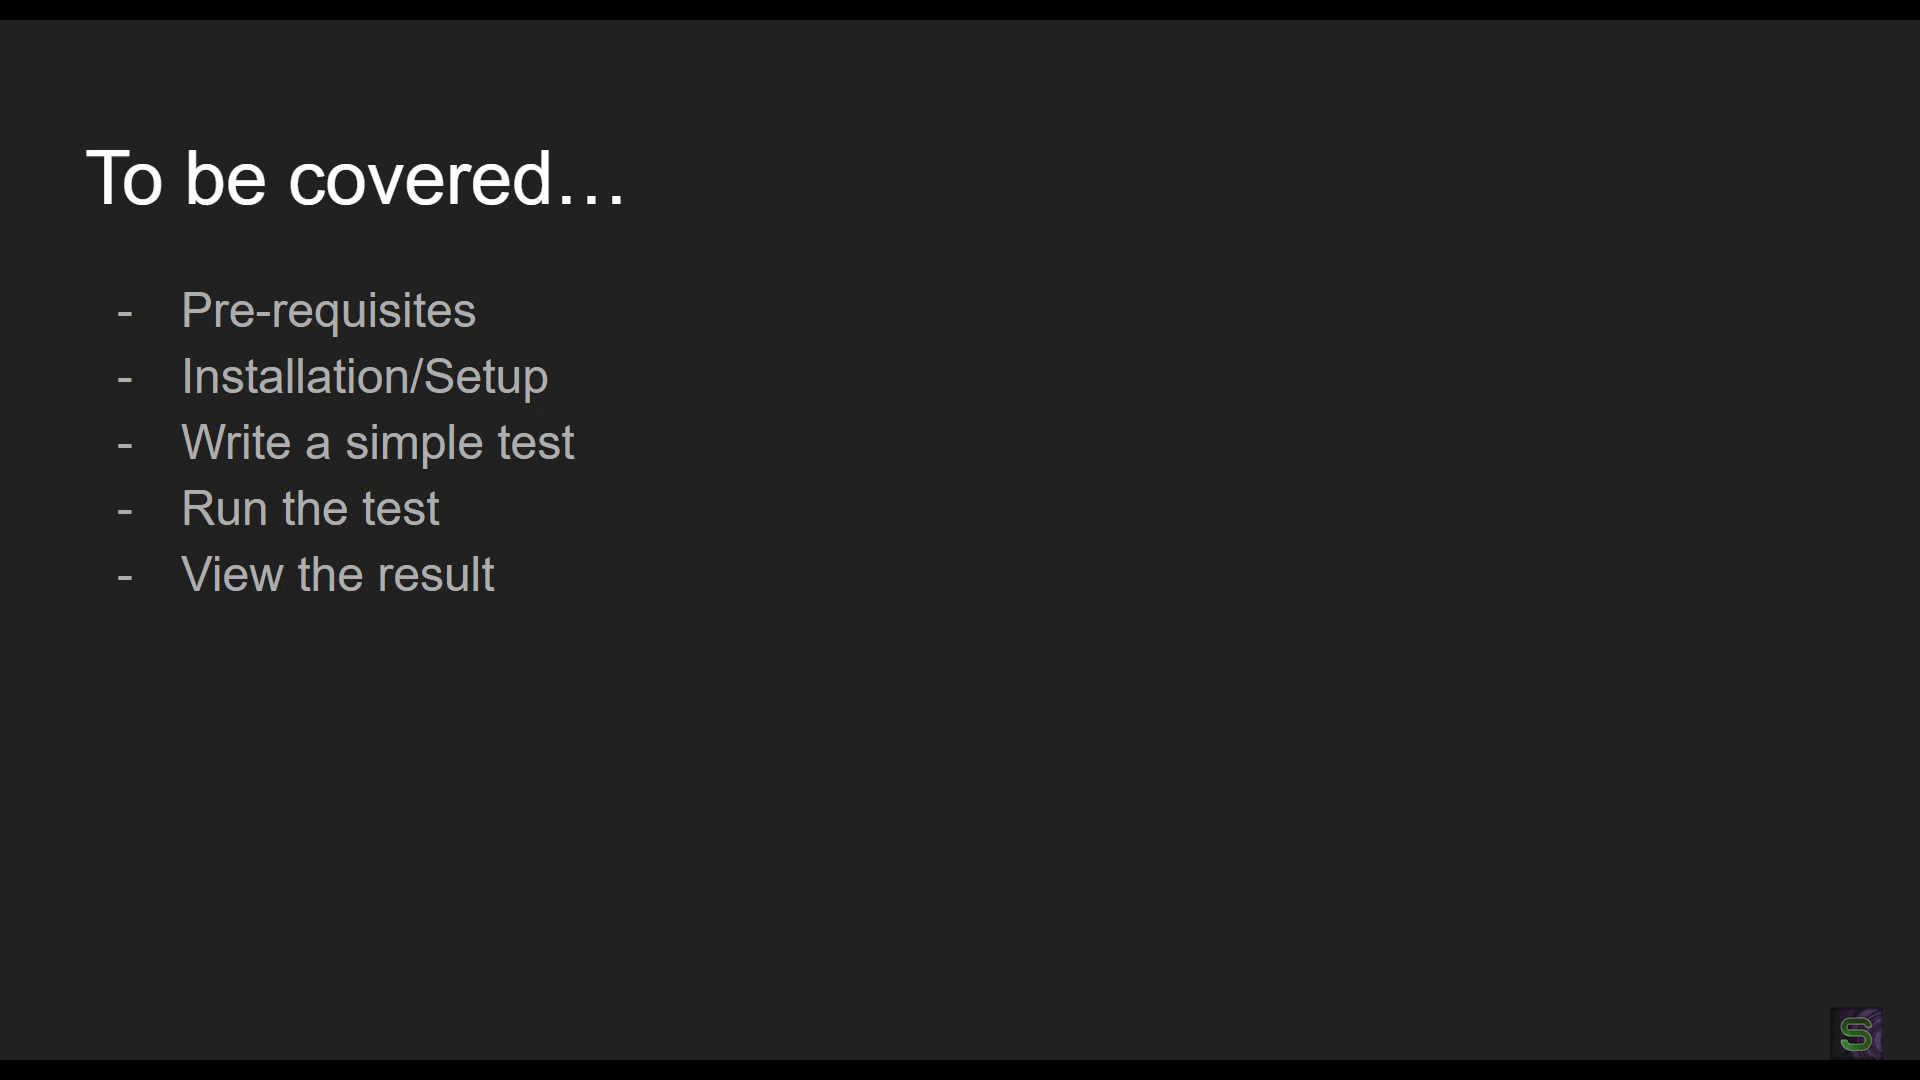 To be covered…
- Pre-requisites
- Installation/Setup
- Write a simple test
- Run the test
- View the result
S